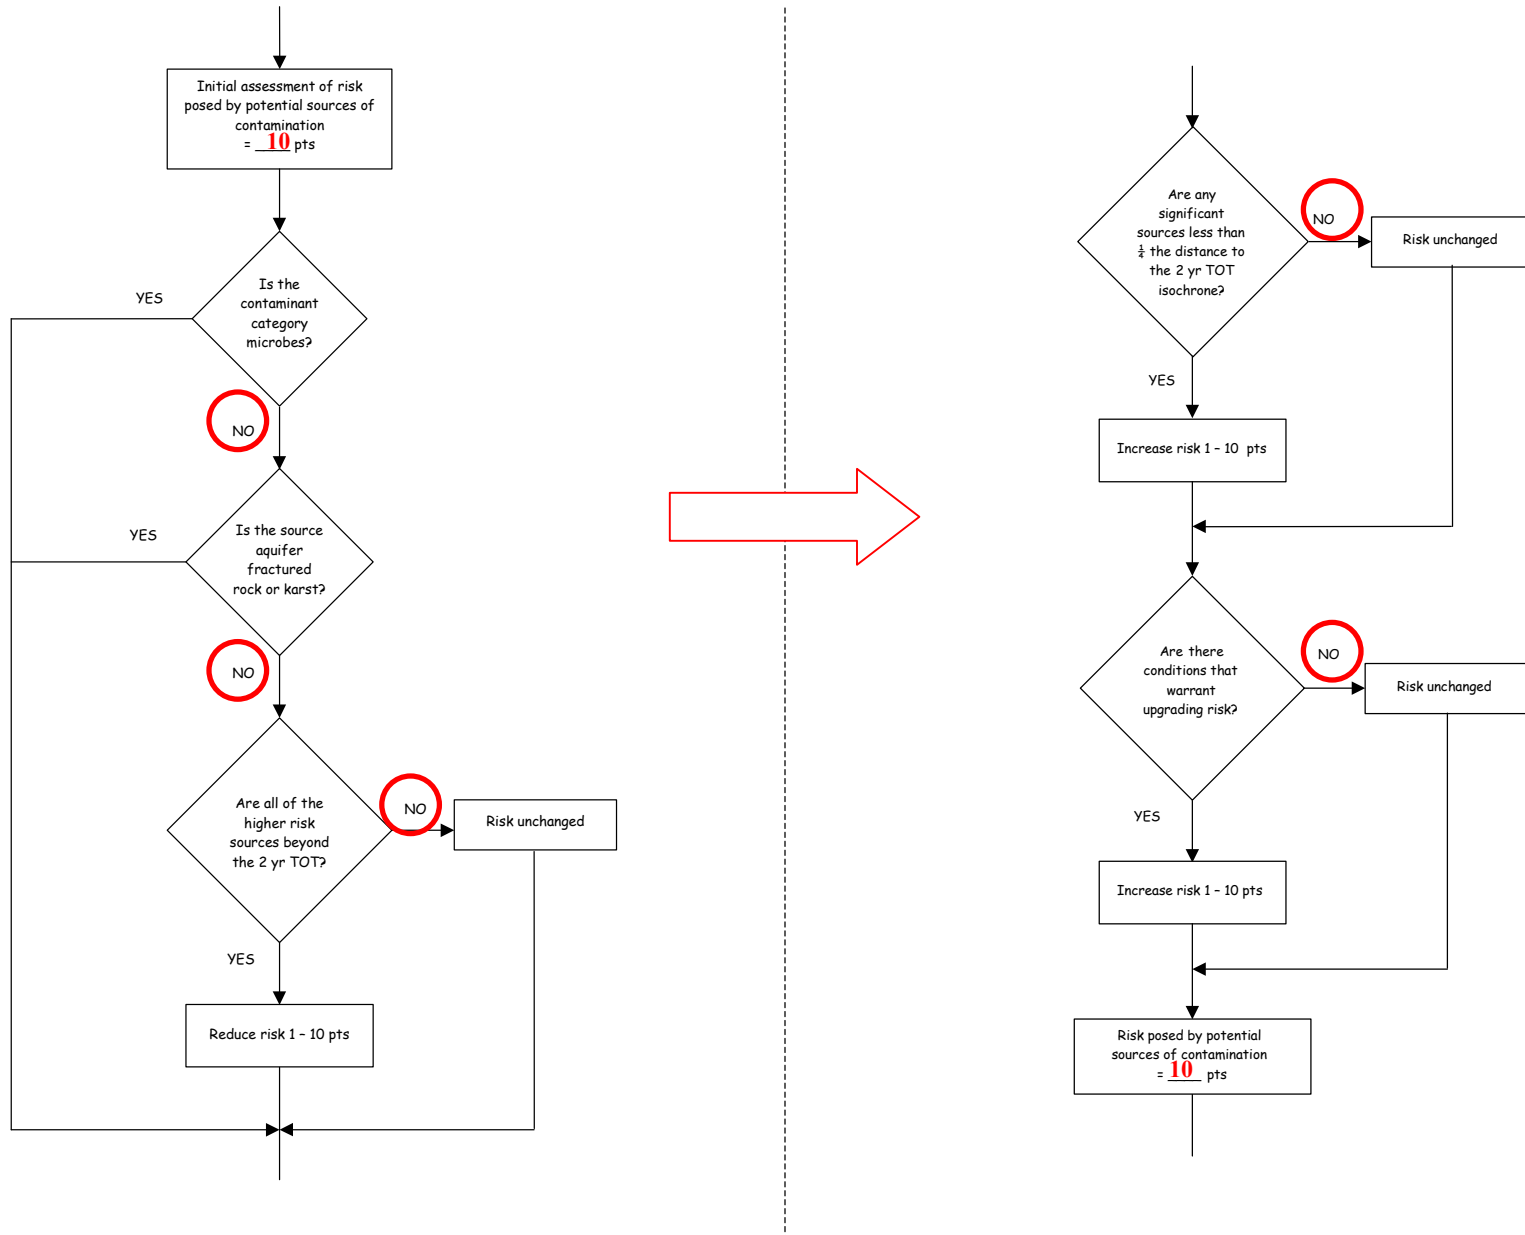 Initial assessment of risk
posed by potential sources of
contamination
= 10 pts
Is the
contaminant
category
microbes?
YES
NO
Is the source
aquifer
fractured
rock or karst?
YES
NO
Are all of the
higher risk
sources beyond
the 2 yr TOT?
NO
Risk unchanged
YES
Reduce risk 1 – 10 pts
Are any
significant
sources less than
¼ the distance to
the 2 yr TOT
isochrone?
NO
Risk unchanged
YES
Increase risk 1 – 10 pts
Are there
conditions that
warrant
upgrading risk?
NO
Risk unchanged
YES
Increase risk 1 – 10 pts
Risk posed by potential
sources of contamination
= 10 pts